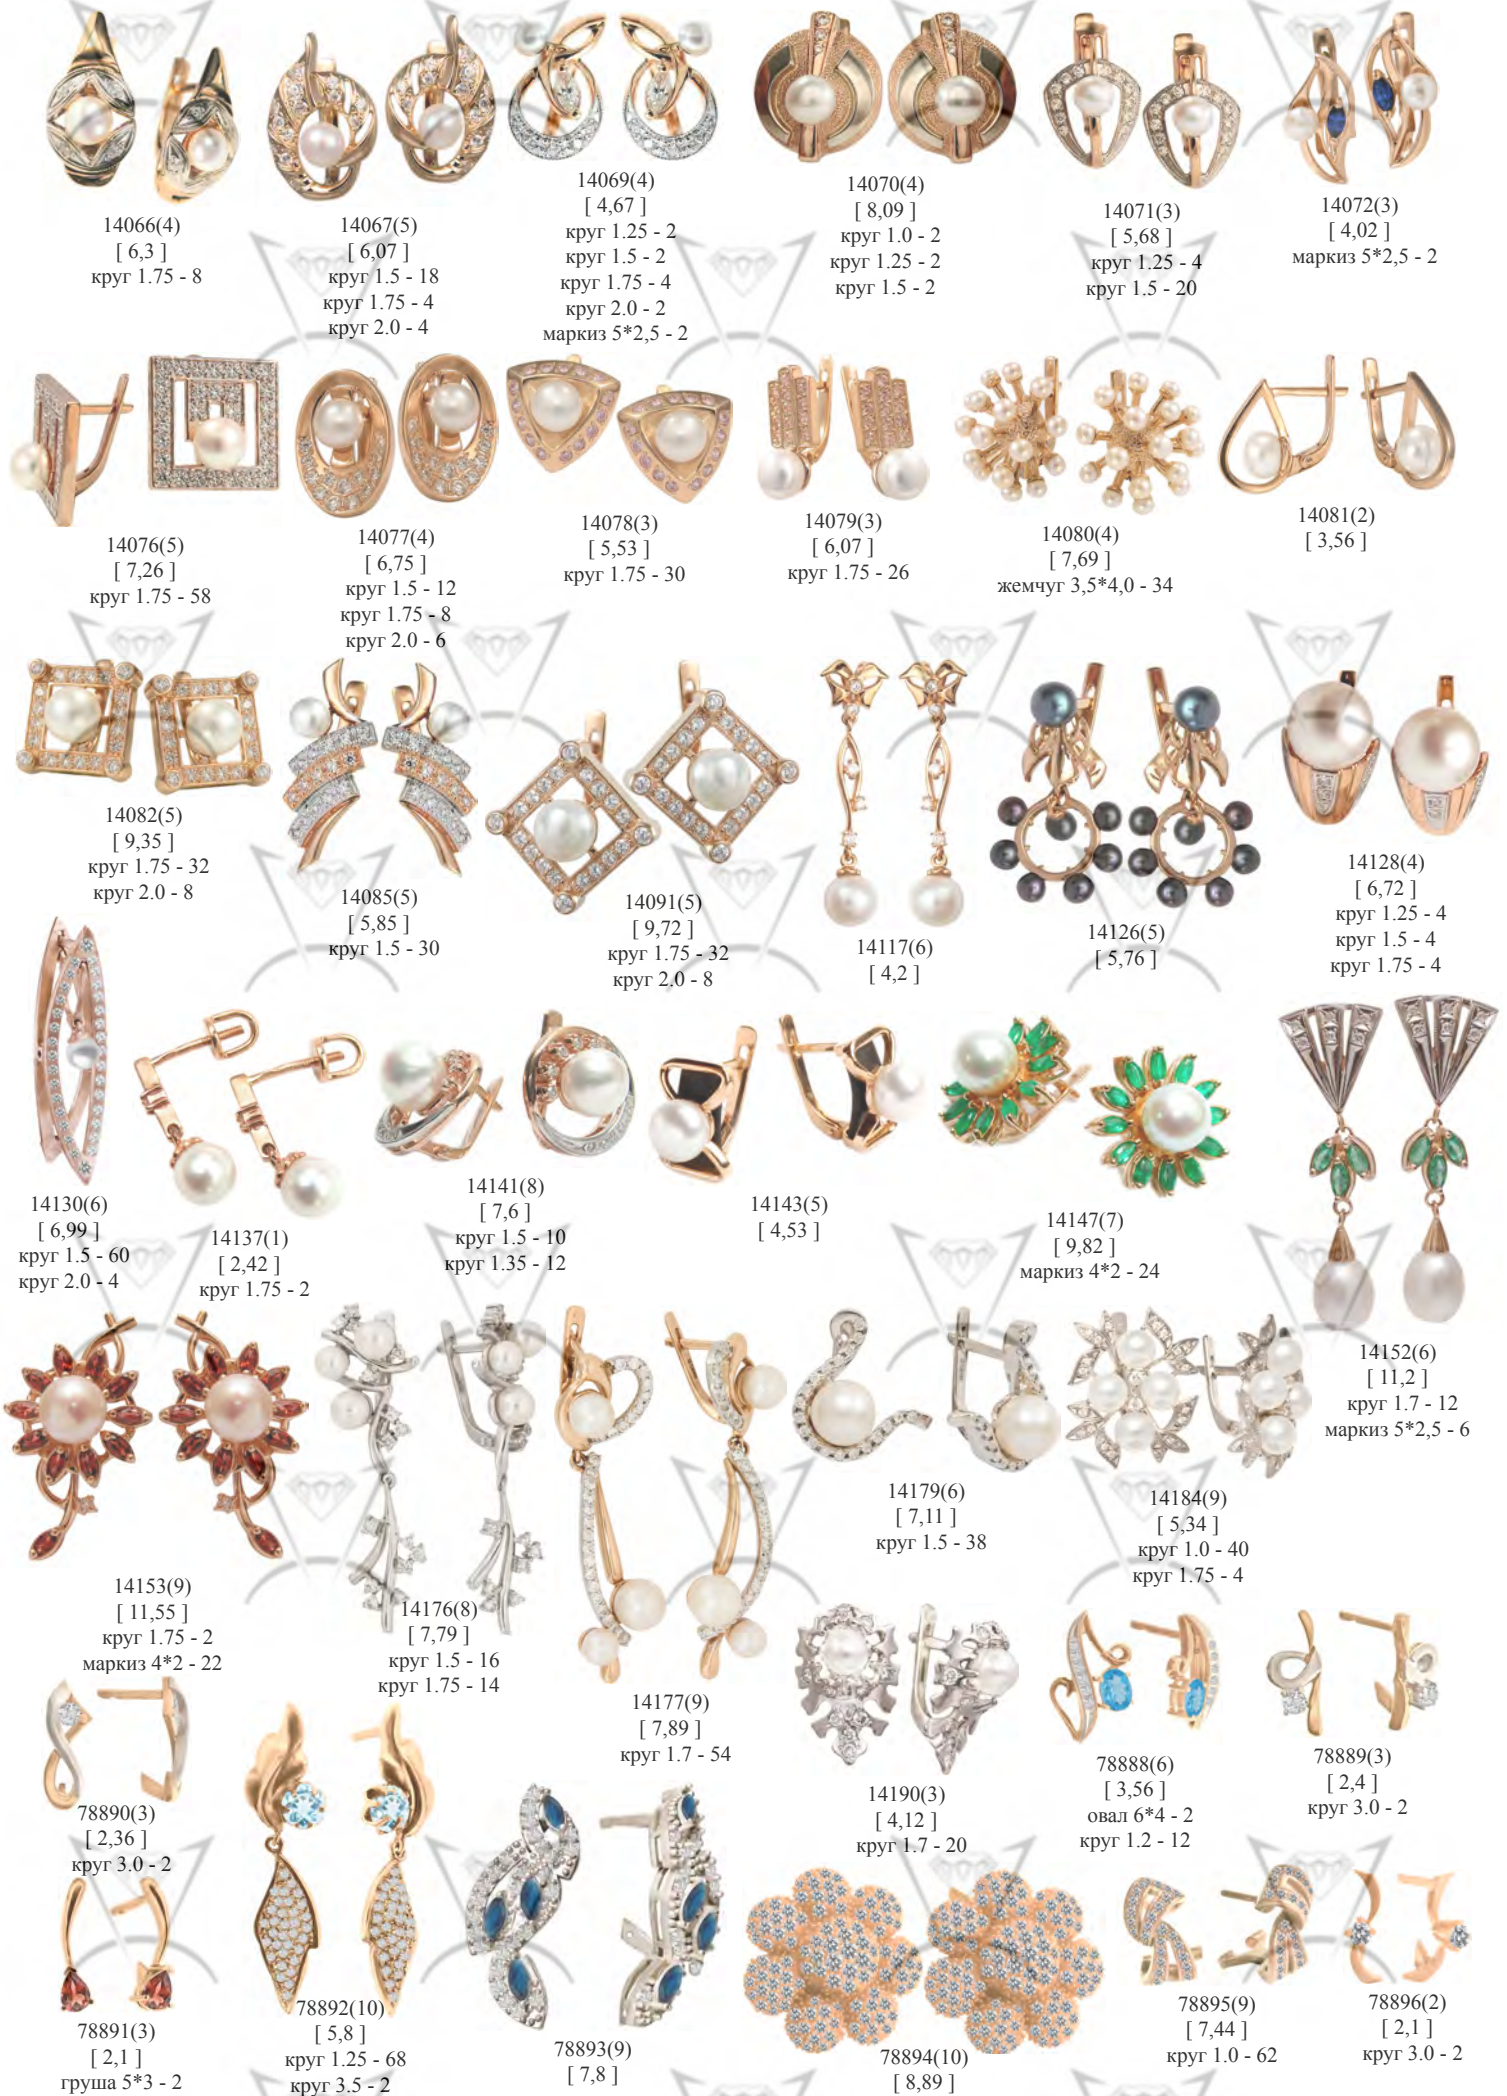 14066(4)
[ 6,3 ]
круг 1.75 - 8
14067(5)
[ 6,07 ]
круг 1.5 - 18
круг 1.75 - 4
круг 2.0 - 4
14069(4)
[ 4,67 ]
круг 1.25 - 2
круг 1.5 - 2
круг 1.75 - 4
круг 2.0 - 2
маркиз 5*2,5 - 2
14070(4)
[ 8,09 ]
круг 1.0 - 2
круг 1.25 - 2
круг 1.5 - 2
14071(3)
[ 5,68 ]
круг 1.25 - 4
круг 1.5 - 20
14072(3)
[ 4,02 ]
маркиз 5*2,5 - 2
14076(5)
[ 7,26 ]
круг 1.75 - 58
14077(4)
[ 6,75 ]
круг 1.5 - 12
круг 1.75 - 8
круг 2.0 - 6
14078(3)
[ 5,53 ]
круг 1.75 - 30
14079(3)
[ 6,07 ]
круг 1.75 - 26
14080(4)
[ 7,69 ]
жемчуг 3,5*4,0 - 34
14081(2)
[ 3,56 ]
14082(5)
[ 9,35 ]
круг 1.75 - 32
круг 2.0 - 8
14085(5)
[ 5,85 ]
круг 1.5 - 30
14091(5)
[ 9,72 ]
круг 1.75 - 32
круг 2.0 - 8
14117(6)
[ 4,2 ]
14126(5)
[ 5,76 ]
14128(4)
[ 6,72 ]
круг 1.25 - 4
круг 1.5 - 4
круг 1.75 - 4
14130(6)
[ 6,99 ]
круг 1.5 - 60
круг 2.0 - 4
14137(1)
[ 2,42 ]
круг 1.75 - 2
14141(8)
[ 7,6 ]
круг 1.5 - 10
круг 1.35 - 12
14143(5)
[ 4,53 ]
14147(7)
[ 9,82 ]
маркиз 4*2 - 24
14152(6)
[ 11,2 ]
круг 1.7 - 12
маркиз 5*2,5 - 6
14153(9)
[ 11,55 ]
круг 1.75 - 2
маркиз 4*2 - 22
14176(8)
[ 7,79 ]
круг 1.5 - 16
круг 1.75 - 14
14177(9)
[ 7,89 ]
круг 1.7 - 54
14179(6)
[ 7,11 ]
круг 1.5 - 38
14184(9)
[ 5,34 ]
круг 1.0 - 40
круг 1.75 - 4
14190(3)
[ 4,12 ]
круг 1.7 - 20
78888(6)
[ 3,56 ]
овал 6*4 - 2
круг 1.2 - 12
78889(3)
[ 2,4 ]
круг 3.0 - 2
78890(3)
[ 2,36 ]
круг 3.0 - 2
78891(3)
[ 2,1 ]
груша 5*3 - 2
78892(10)
[ 5,8 ]
круг 1.25 - 68
круг 3.5 - 2
78893(9)
[ 7,8 ]
78894(10)
[ 8,89 ]
78895(9)
[ 7,44 ]
круг 1.0 - 62
78896(2)
[ 2,1 ]
круг 3.0 - 2